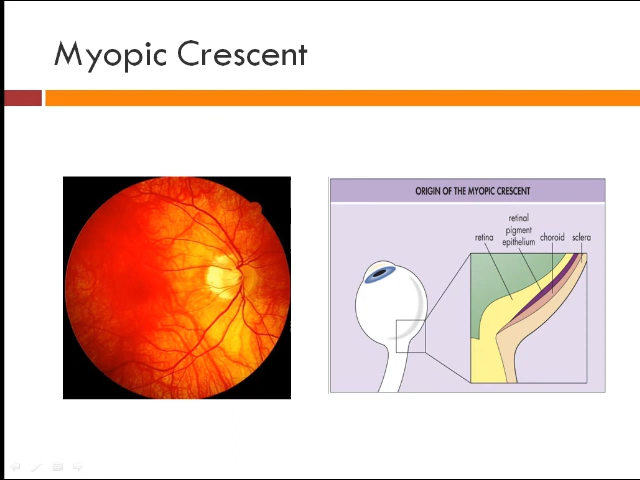 Myopic Crescent
ORIGIN OF THE MYOPIC CRESCENT
retinal
pigment
epithelium
retina
choroid
sclera